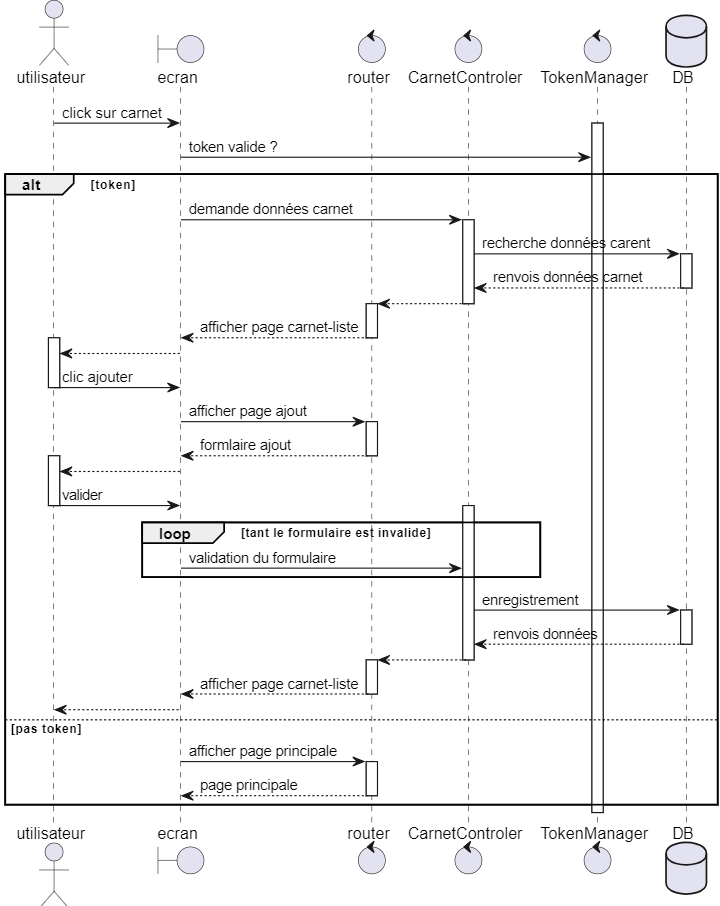 utilisateur ecran router CarnetControler TokenManager DB
click sur carnet
token valide ?
alt [token]
demande données carnet
recherche données carent
renvois données carnet
afficher page carnet-liste
clic ajouter
afficher page ajout
formlaire ajout
valider
loop [tant le formulaire est invalide]
validation du formulaire
enregistrement
renvois données
afficher page carnet-liste
[pas token]
afficher page principale
page principale
utilisateur ecran router CarnetControler TokenManager DB